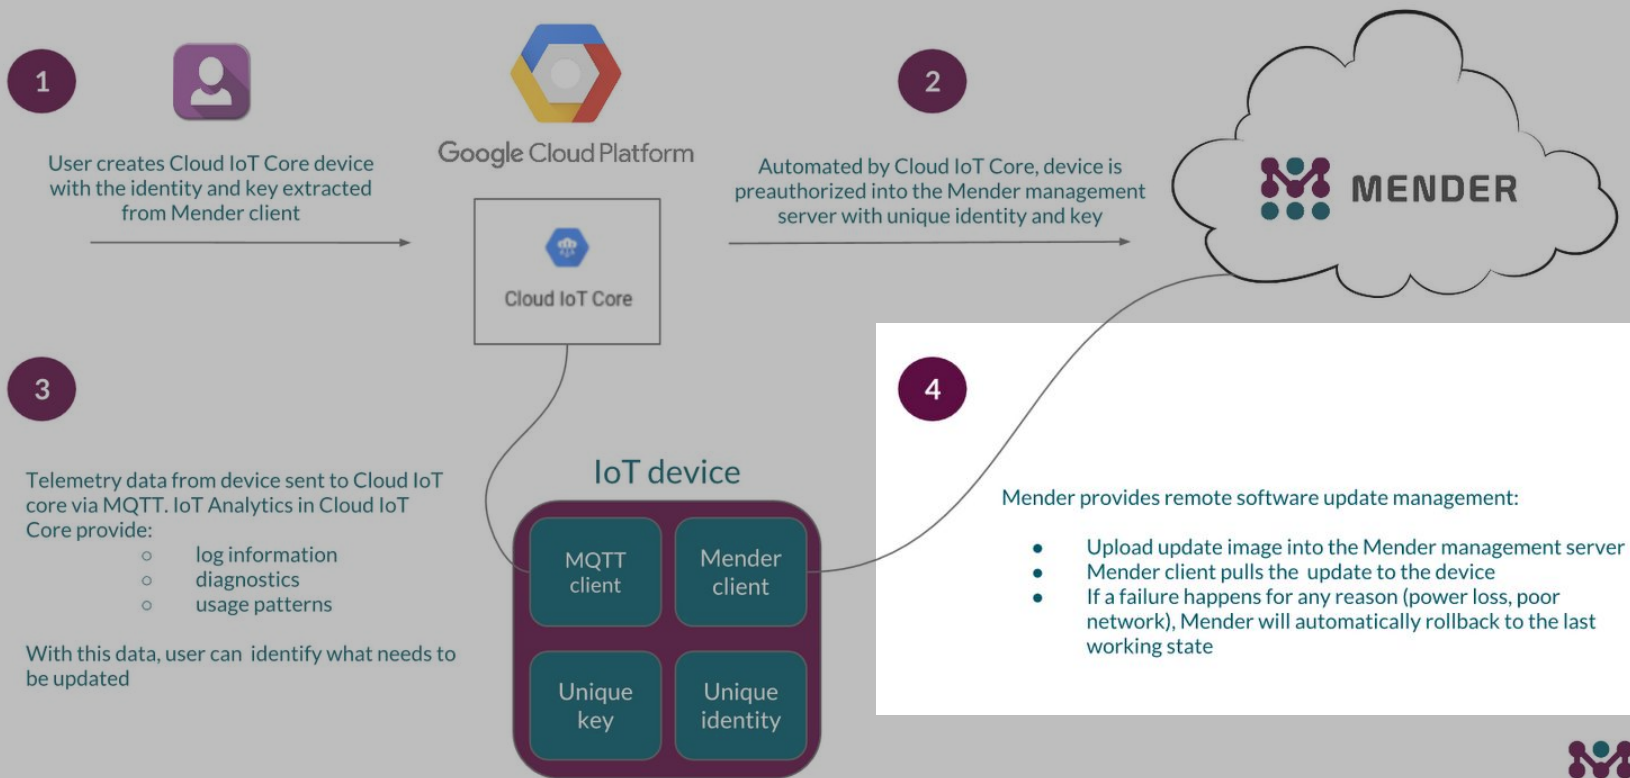 1
User creates Cloud IoT Core device
with the identity and key extracted
from Mender client
Google Cloud Platform
Cloud IoT Core
2
Automated by Cloud IoT Core, device is
preauthorized into the Mender management
server with unique identity and key
MENDER
3
Telemetry data from device sent to Cloud IoT
core via MQTT. IoT Analytics in Cloud IoT
Core provide:
○ log information
○ diagnostics
○ usage patterns
With this data, user can identify what needs to
be updated
IoT device
MQTT
client
Mender
client
Unique
key
Unique
identity
4
Mender provides remote software update management:
● Upload update image into the Mender management server
● Mender client pulls the update to the device
● If a failure happens for any reason (power loss, poor
network), Mender will automatically rollback to the last
working state